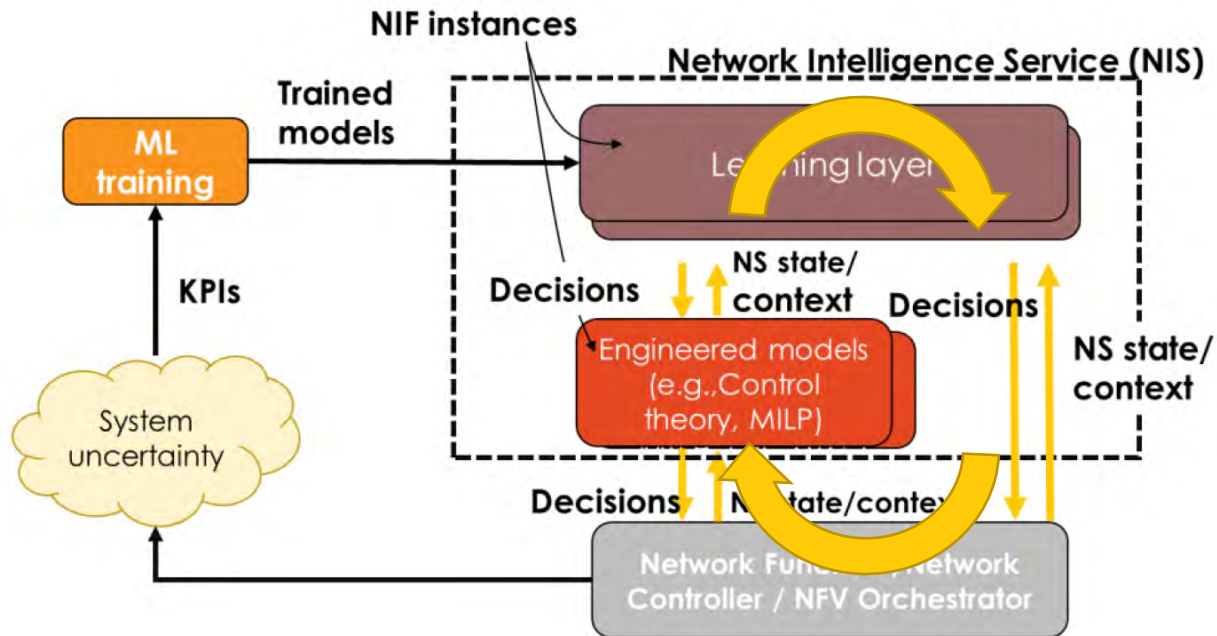 NIF instances
Network Intelligence Service (NIS)
Trained
models
ML
training
layer
KPIs
Decisions
NS state/
context
Decisions
NS state/
context
Engineered models
(e.g.,Control
theory, MILP)
System
uncertainty
Decisions
Network
Controller / NFV Orchestrator